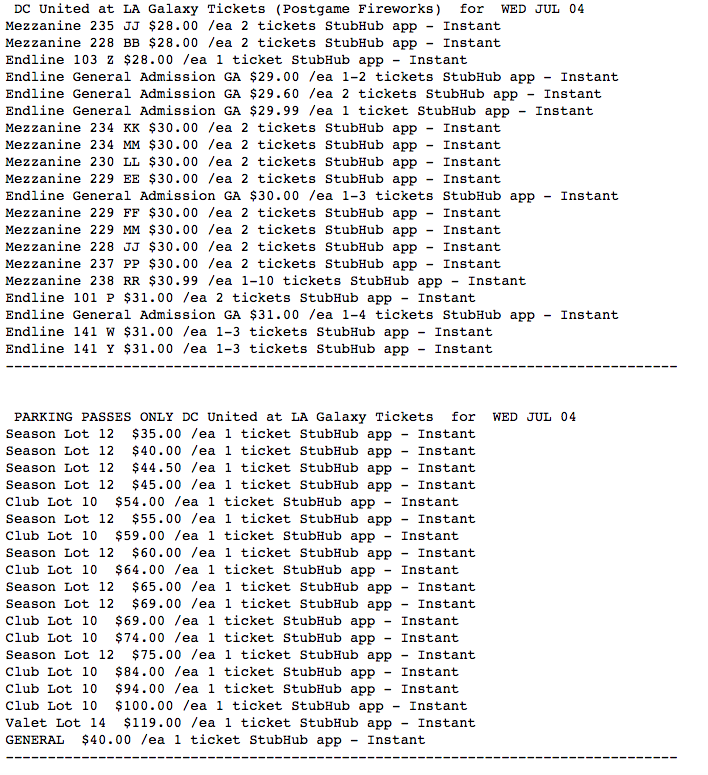 DC United at LA Galaxy Tickets (Postgame Fireworks)  for  WED JUL 04
Mezzanine 235 JJ $28.00 /ea 2 tickets StubHub app - Instant
Mezzanine 228 BB $28.00 /ea 2 tickets StubHub app - Instant
Endline 103 Z $28.00 /ea 1 ticket StubHub app - Instant
Endline General Admission GA $29.00 /ea 1-2 tickets StubHub app - Instant
Endline General Admission GA $29.60 /ea 2 tickets StubHub app - Instant
Endline General Admission GA $29.99 /ea 1 ticket StubHub app - Instant
Mezzanine 234 KK $30.00 /ea 2 tickets StubHub app - Instant
Mezzanine 234 MM $30.00 /ea 2 tickets StubHub app - Instant
Mezzanine 230 LL $30.00 /ea 2 tickets StubHub app - Instant
Mezzanine 229 EE $30.00 /ea 2 tickets StubHub app - Instant
Endline General Admission GA $30.00 /ea 1-3 tickets StubHub app - Instant
Mezzanine 229 FF $30.00 /ea 2 tickets StubHub app - Instant
Mezzanine 229 MM $30.00 /ea 2 tickets StubHub app - Instant
Mezzanine 228 JJ $30.00 /ea 2 tickets StubHub app - Instant
Mezzanine 237 PP $30.00 /ea 2 tickets StubHub app - Instant
Mezzanine 238 RR $30.99 /ea 1-10 tickets StubHub app - Instant
Endline 101 P $31.00 /ea 2 tickets StubHub app - Instant
Endline General Admission GA $31.00 /ea 1-4 tickets StubHub app - Instant
Endline 141 W $31.00 /ea 1-3 tickets StubHub app - Instant
Endline 141 Y $31.00 /ea 1-3 tickets StubHub app - Instant
--------------------------------------------------------------------------------
PARKING PASSES ONLY DC United at LA Galaxy Tickets  for  WED JUL 04
Season Lot 12  $35.00 /ea 1 ticket StubHub app - Instant
Season Lot 12  $40.00 /ea 1 ticket StubHub app - Instant
Season Lot 12  $44.50 /ea 1 ticket StubHub app - Instant
Season Lot 12  $45.00 /ea 1 ticket StubHub app - Instant
Club Lot 10  $54.00 /ea 1 ticket StubHub app - Instant
Season Lot 12  $55.00 /ea 1 ticket StubHub app - Instant
Club Lot 10  $59.00 /ea 1 ticket StubHub app - Instant
Season Lot 12  $60.00 /ea 1 ticket StubHub app - Instant
Club Lot 10  $64.00 /ea 1 ticket StubHub app - Instant
Season Lot 12  $65.00 /ea 1 ticket StubHub app - Instant
Season Lot 12  $69.00 /ea 1 ticket StubHub app - Instant
Club Lot 10  $69.00 /ea 1 ticket StubHub app - Instant
Club Lot 10  $74.00 /ea 1 ticket StubHub app - Instant
Season Lot 12  $75.00 /ea 1 ticket StubHub app - Instant
Club Lot 10  $84.00 /ea 1 ticket StubHub app - Instant
Club Lot 10  $94.00 /ea 1 ticket StubHub app - Instant
Club Lot 10  $100.00 /ea 1 ticket StubHub app - Instant
Valet Lot 14  $119.00 /ea 1 ticket StubHub app - Instant
GENERAL  $40.00 /ea 1 ticket StubHub app - Instant
--------------------------------------------------------------------------------